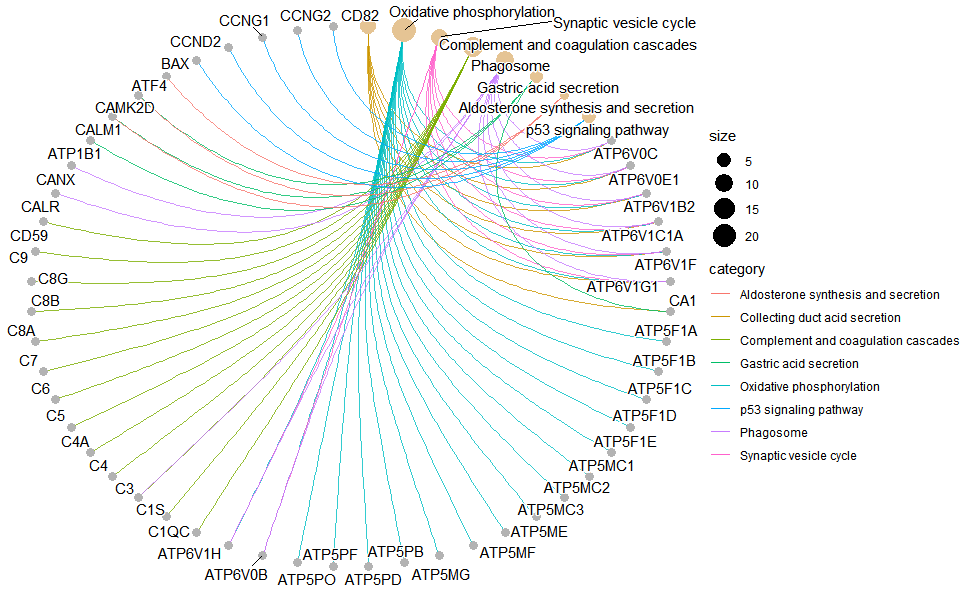 CCNG1
CCNG2
CD82
Oxidative phosphorylation
Synaptic vesicle cycle
Complement and coagulation cascades
Phagosome
Gastric acid secretion
Aldosterone synthesis and secretion
p53 signaling pathway
CCND2
BAX
ATF4
CAMK2D
CALM1
ATP1B1
CANX
CALR
CD59
C9
C8G
C8B
C8A
C7
C6
C5
C4A
C4
C3
C1S
C1QC
ATP6V1H
ATP6V0B
ATP5PO
ATP5PF
ATP5PD
ATP5PB
ATP5MG
ATP5MF
ATP5ME
ATP5MC3
ATP5MC2
ATP5MC1
ATP5F1E
ATP5F1D
ATP5F1C
ATP5F1B
ATP5F1A
CA1
ATP6V1G1
ATP6V1F
ATP6V1C1A
ATP6V1B2
ATP6V0E1
ATP6V0C
size
5
10
15
20
category
Aldosterone synthesis and secretion
Collecting duct acid secretion
Complement and coagulation cascades
Gastric acid secretion
Oxidative phosphorylation
p53 signaling pathway
Phagosome
Synaptic vesicle cycle